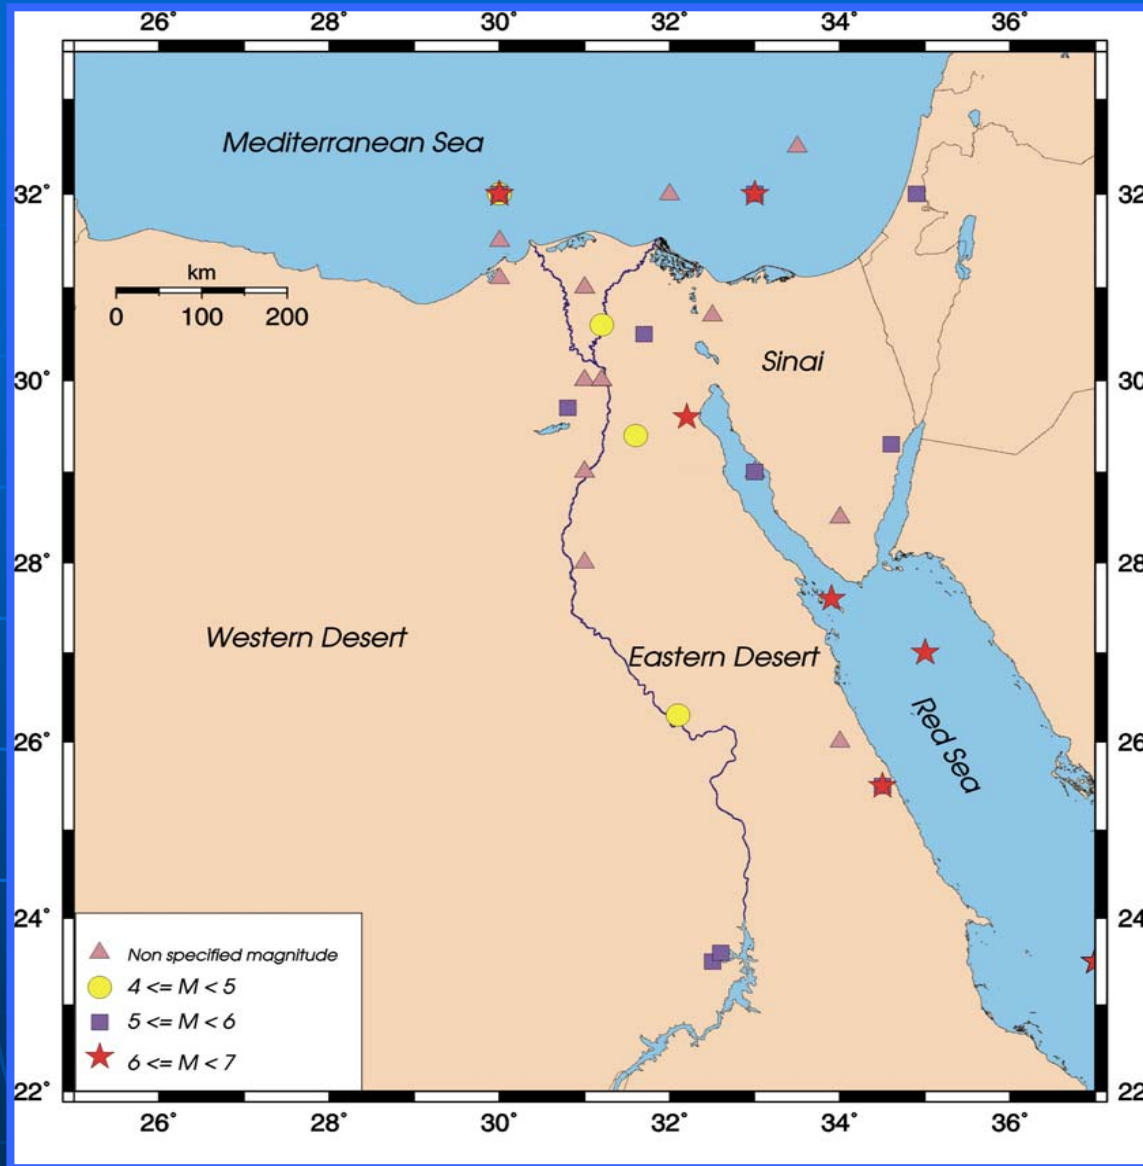 26° 28° 30° 32° 34° 36°
Mediterranean Sea
32° 32
km
0 100 200
Sinai
30° 30
28° 28
Western Desert
Eastern Desert
Red Sea
26° 26
24° 24
Non specified magnitude
4 <= M < 5
5 <= M < 6
6 <= M < 7
22° 22
26° 28° 30° 32° 34° 36°